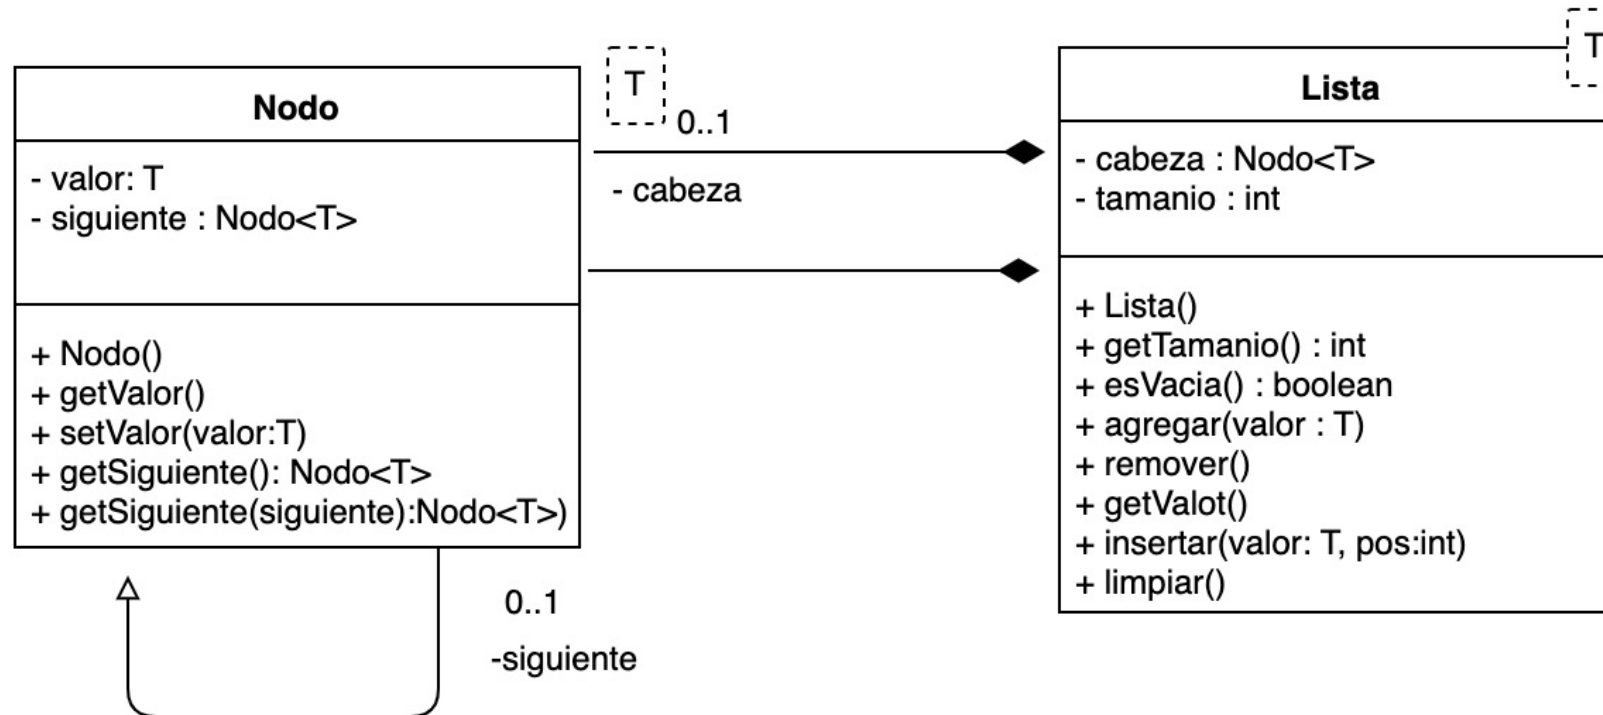 Nodo
- valor: T
- siguiente : Nodo<T>
+ Nodo()
+ getValor()
+ setValor(valor:T)
+ getSiguiente(): Nodo<T>
+ getSiguiente(siguiente):Nodo<T>)
0..1
-siguiente
T
0..1
- cabeza
T
Lista
- cabeza : Nodo<T>
- tamanio : int
+ Lista()
+ getTamanio() : int
+ esVacia() : boolean
+ agregar(valor : T)
+ remover()
+ getValot()
+ insertar(valor: T, pos:int)
+ limpiar()